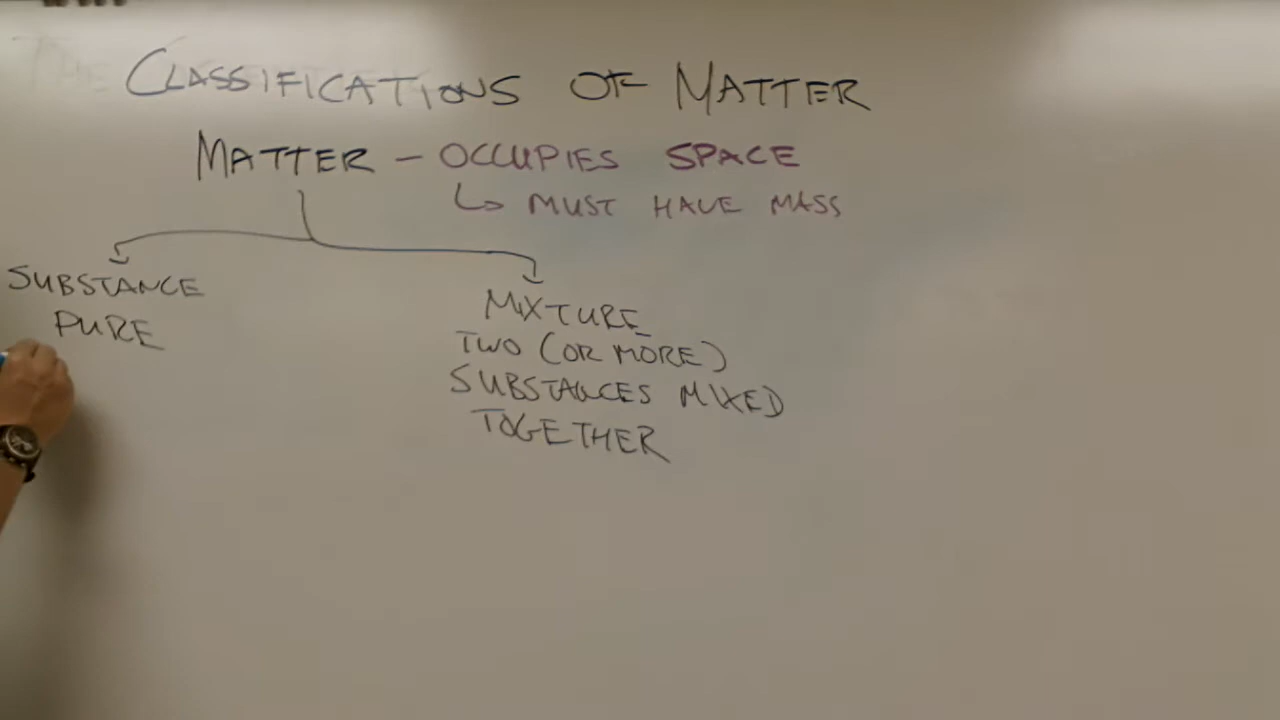 CLASSIFICATIONS OF MATTER
MATTER - OCCUPIES SPACE
↳ MUST HAVE MASS
SUBSTANCE
PURE
MIXTURE
TWO (OR MORE)
SUBSTANCES MIXED
TOGETHER